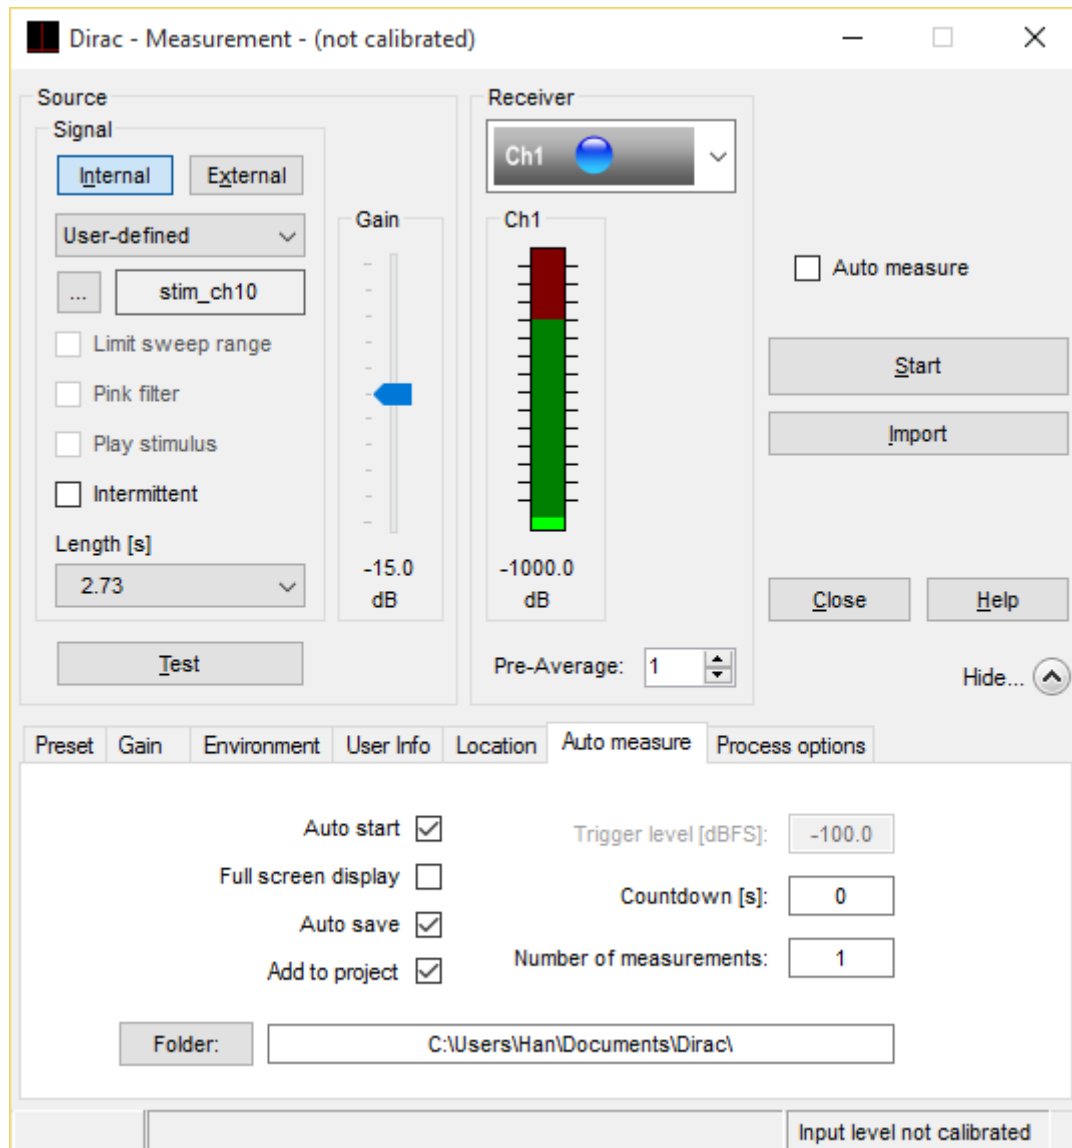 Dirac - Measurement - (not calibrated)
Source
Signal
Internal
External
User-defined
...
stim_ch10
Limit sweep range
Pink filter
Play stimulus
Intermittent
Length [s]
2.73
Test
Gain
-15.0
dB
Receiver
Ch1
Ch1
-1000.0
dB
Pre-Average: 1
Auto measure
Start
Import
Close
Help
Hide...
Preset Gain Environment User Info Location Auto measure Process options
Auto start
Full screen display
Auto save
Add to project
Trigger level [dBFS]: -100.0
Countdown [s]: 0
Number of measurements: 1
Folder: C:\Users\Han\Documents\Dirac\
Input level not calibrated